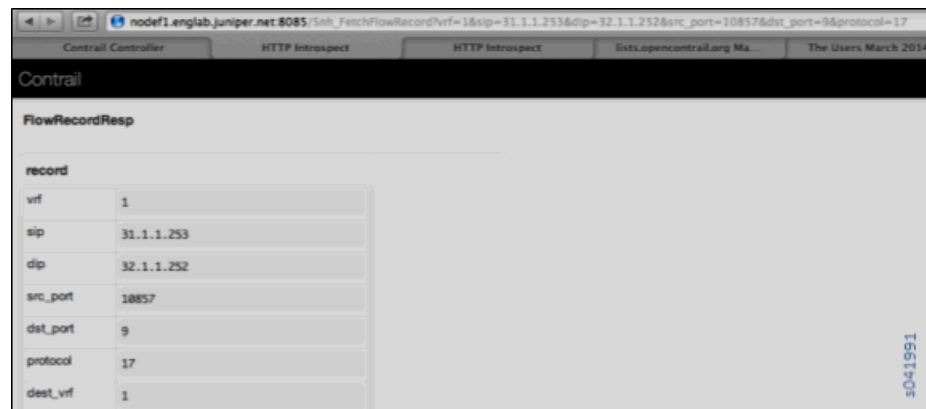 nodef1.englab.juniper.net:8085/Snh_FetchFlowRecord?vrf=1&sip=31.1.1.253&dip=32.1.1.252&src_port=10857&dst_port=9&protocol=17
Contrail Controller HTTP Introspect HTTP Introspect lists.opencontrail.org Ma... The Users March 2014
Contrail
FlowRecordResp
record
vrf 1
sip 31.1.1.253
dip 32.1.1.252
src_port 10857
dst_port 9
protocol 17
dest_vrf 1
s041991